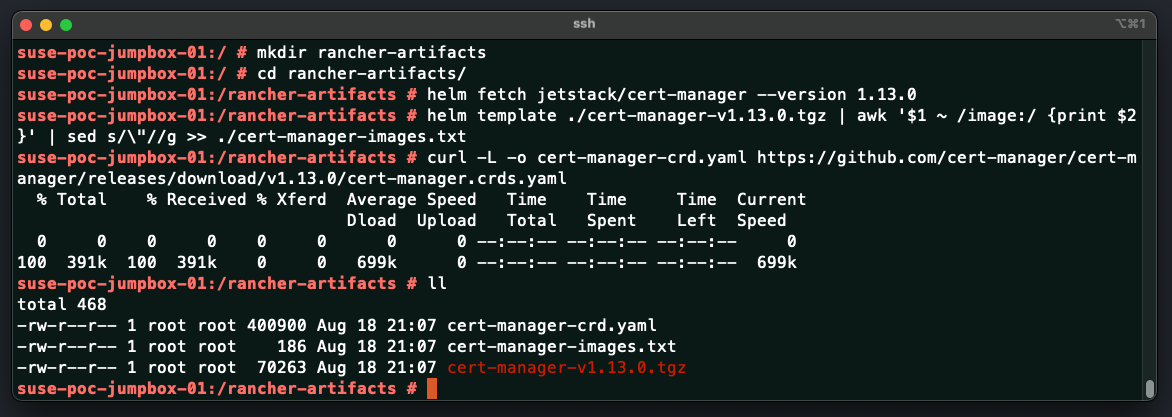 ssh
⌥⌘1
suse-poc-jumpbox-01:/ # mkdir rancher-artifacts
suse-poc-jumpbox-01:/ # cd rancher-artifacts/
suse-poc-jumpbox-01:/rancher-artifacts # helm fetch jetstack/cert-manager --version 1.13.0
suse-poc-jumpbox-01:/rancher-artifacts # helm template ./cert-manager-v1.13.0.tgz | awk '$1 ~ /image:/ {print $2
}' | sed s/\"//g >> ./cert-manager-images.txt
suse-poc-jumpbox-01:/rancher-artifacts # curl -L -o cert-manager-crd.yaml https://github.com/cert-manager/cert-m
anager/releases/download/v1.13.0/cert-manager.crds.yaml
  % Total    % Received % Xferd  Average Speed   Time    Time     Time  Current
                                 Dload  Upload   Total   Spent    Left  Speed
  0     0    0     0    0     0      0      0 --:--:-- --:--:-- --:--:--     0
100  391k  100  391k    0     0   699k      0 --:--:-- --:--:-- --:--:--  699k
suse-poc-jumpbox-01:/rancher-artifacts # ll
total 468
-rw-r--r-- 1 root root 400900 Aug 18 21:07 cert-manager-crd.yaml
-rw-r--r-- 1 root root    186 Aug 18 21:07 cert-manager-images.txt
-rw-r--r-- 1 root root  70263 Aug 18 21:07 cert-manager-v1.13.0.tgz
suse-poc-jumpbox-01:/rancher-artifacts #